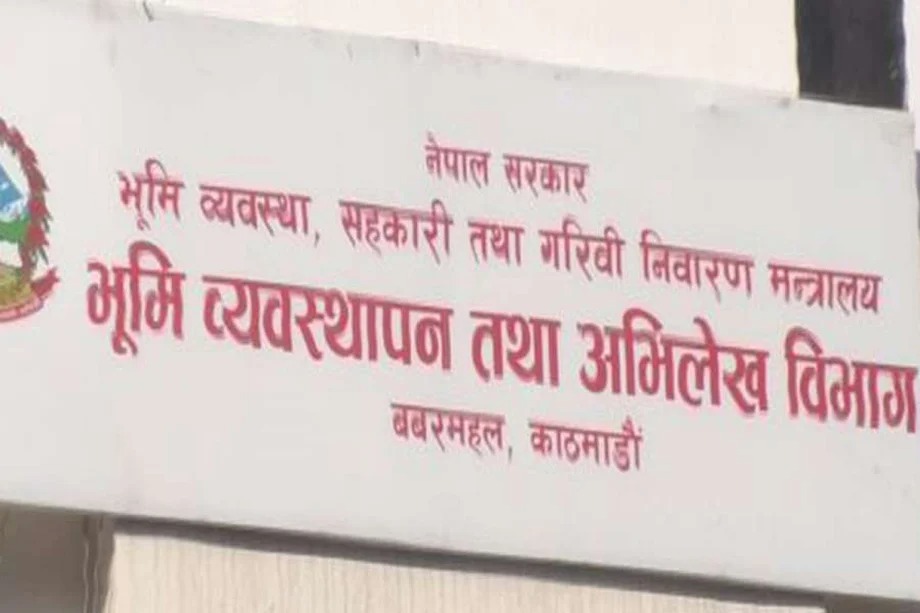 नेपाल सरकार
भूमि व्यवस्था, सहकारी तथा गरिवी निवारण मन्त्रालय
भूमि व्यवस्थापन तथा अभिलेख विभाग
बबरमहल, काठमाडौं